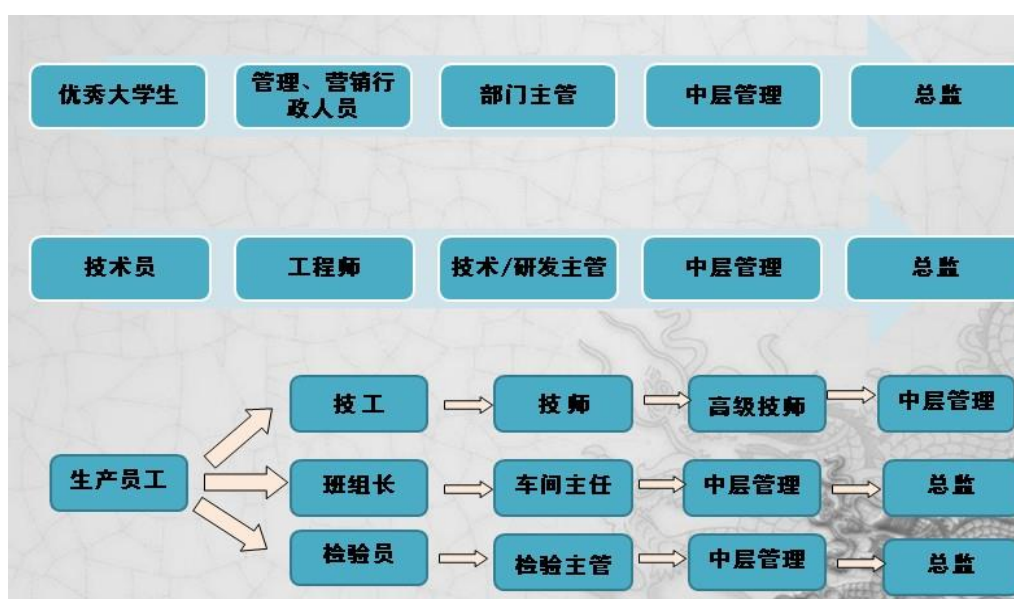 优秀大学生
管理、营销行
政人员
部门主管
中层管理
总监
技术员
工程师
技术/研发主管
中层管理
总监
技工
技师
高级技师
中层管理
生产员工
班组长
车间主任
中层管理
总监
检验员
检验主管
中层管理
总监